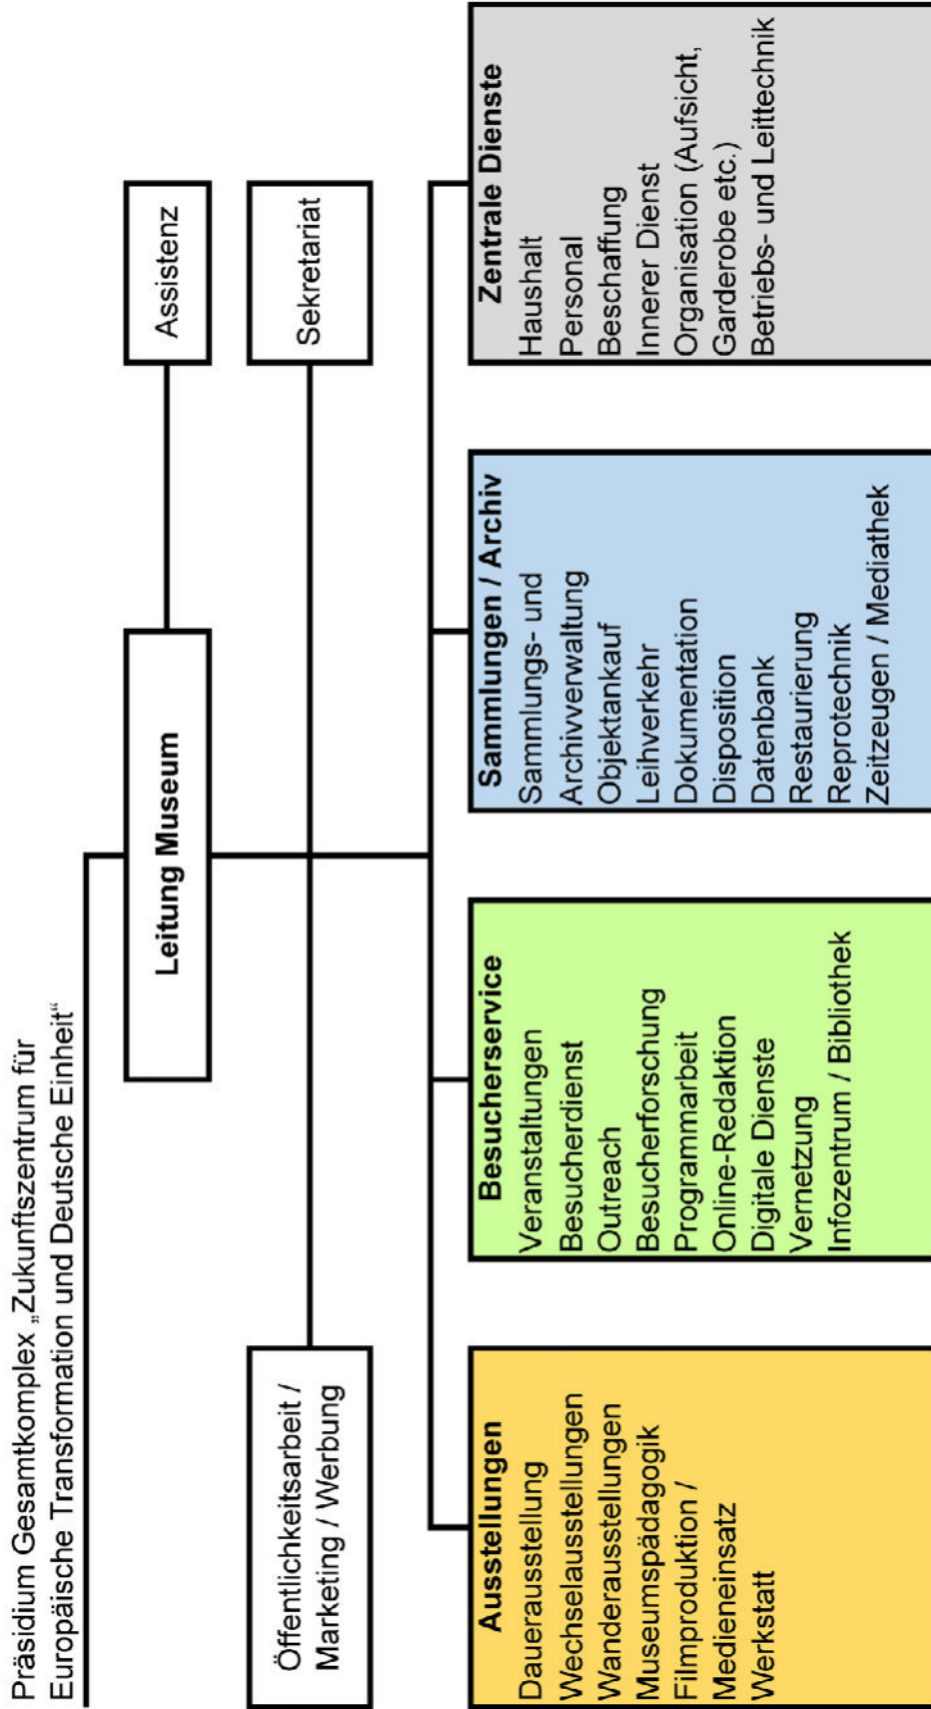 Präsidium Gesamtkomplex „Zukunftszentrum für
Europäische Transformation und Deutsche Einheit“
Leitung Museum
Assistenz
Öffentlichkeitsarbeit /
Marketing / Werbung
Sekretariat
Ausstellungen
Dauerausstellung
Wechselausstellungen
Wanderausstellungen
Museumspädagogik
Filmproduktion /
Medieneinsatz
Werkstatt
Besucherservice
Veranstaltungen
Besucherdienst
Outreach
Besucherforschung
Programmarbeit
Online-Redaktion
Digitale Dienste
Vernetzung
Infozentrum / Bibliothek
Sammlungen / Archiv
Sammlungs- und
Archivverwaltung
Objektankauf
Leihverkehr
Dokumentation
Disposition
Datenbank
Restaurierung
Reprotechnik
Zeitzeugen / Mediathek
Zentrale Dienste
Haushalt
Personal
Beschaffung
Innerer Dienst
Organisation (Aufsicht,
Garderobe etc.)
Betriebs- und Leittechnik